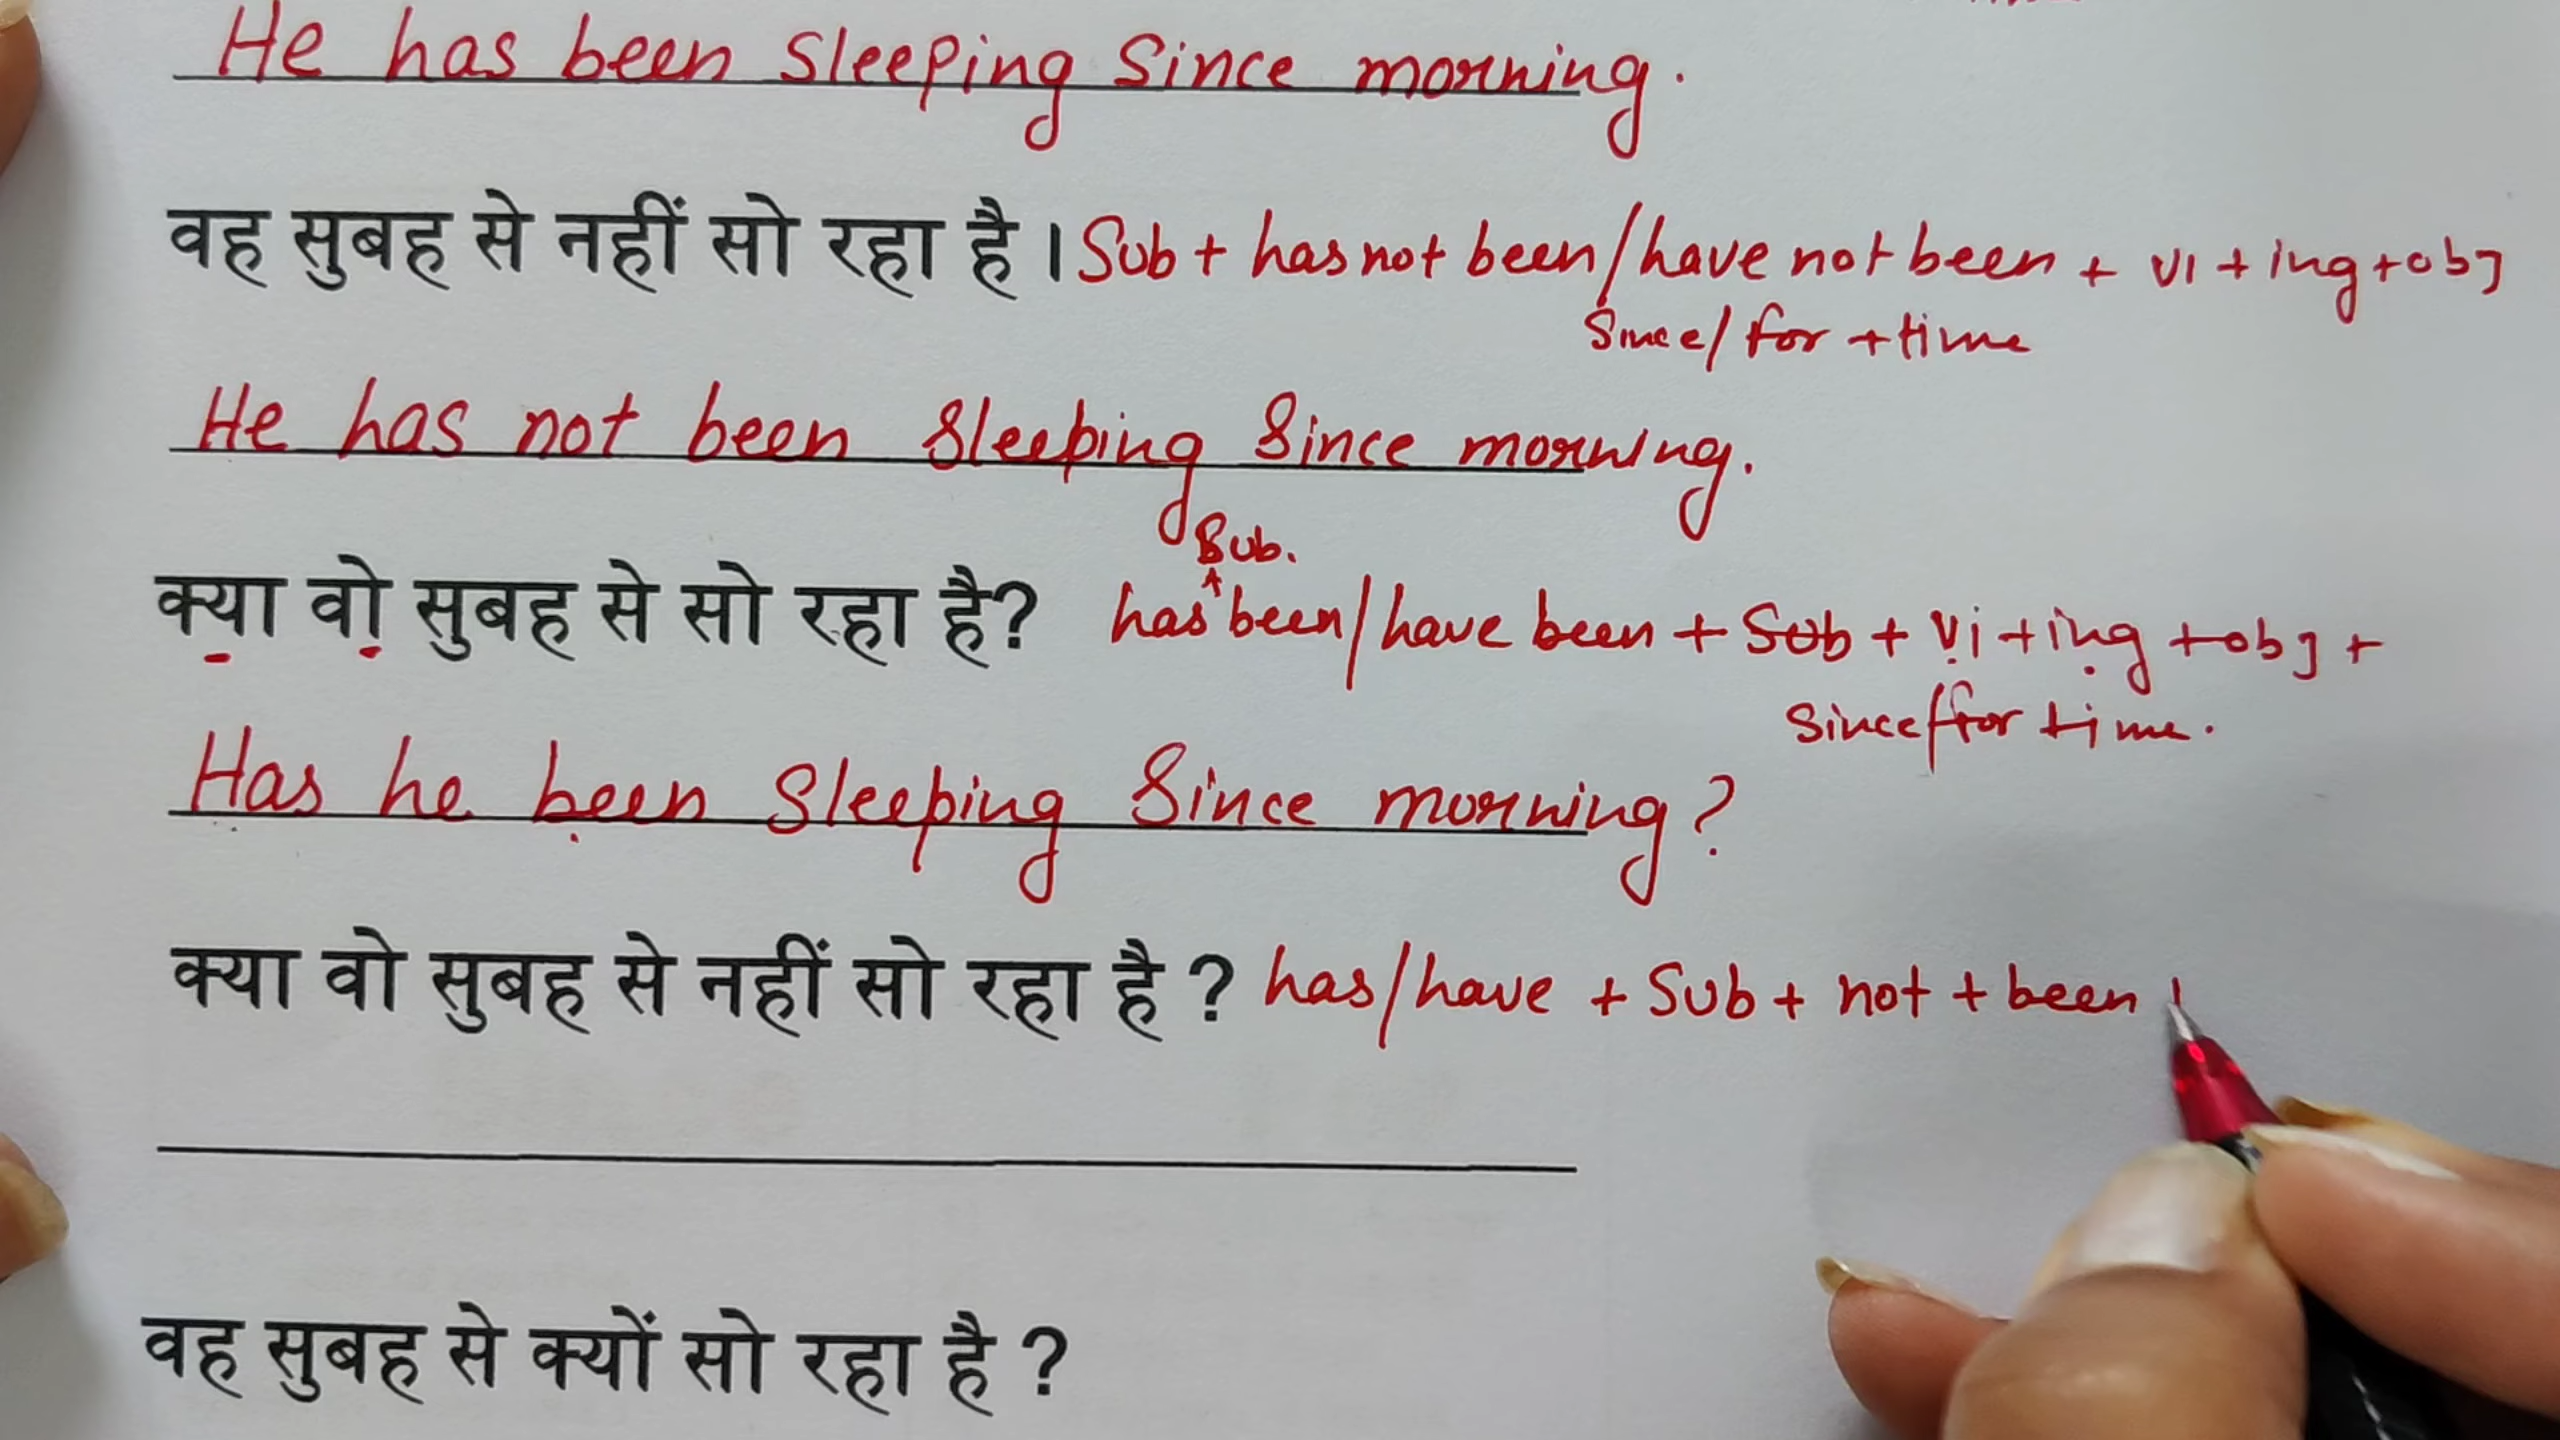 He has been sleeping since morning.
वह सुबह से नहीं सो रहा है । Sub + has not been/have not been + v1 + ing + obj
Since/for + time
He has not been sleeping since morning.
Sub.
क्या वो सुबह से सो रहा है? has ^ been/have been + Sub + vi + ing + obj +
Since/for time.
Has he been sleeping since morning?
क्या वो सुबह से नहीं सो रहा है ? has/have + Sub + not + been
वह सुबह से क्यों सो रहा है ?